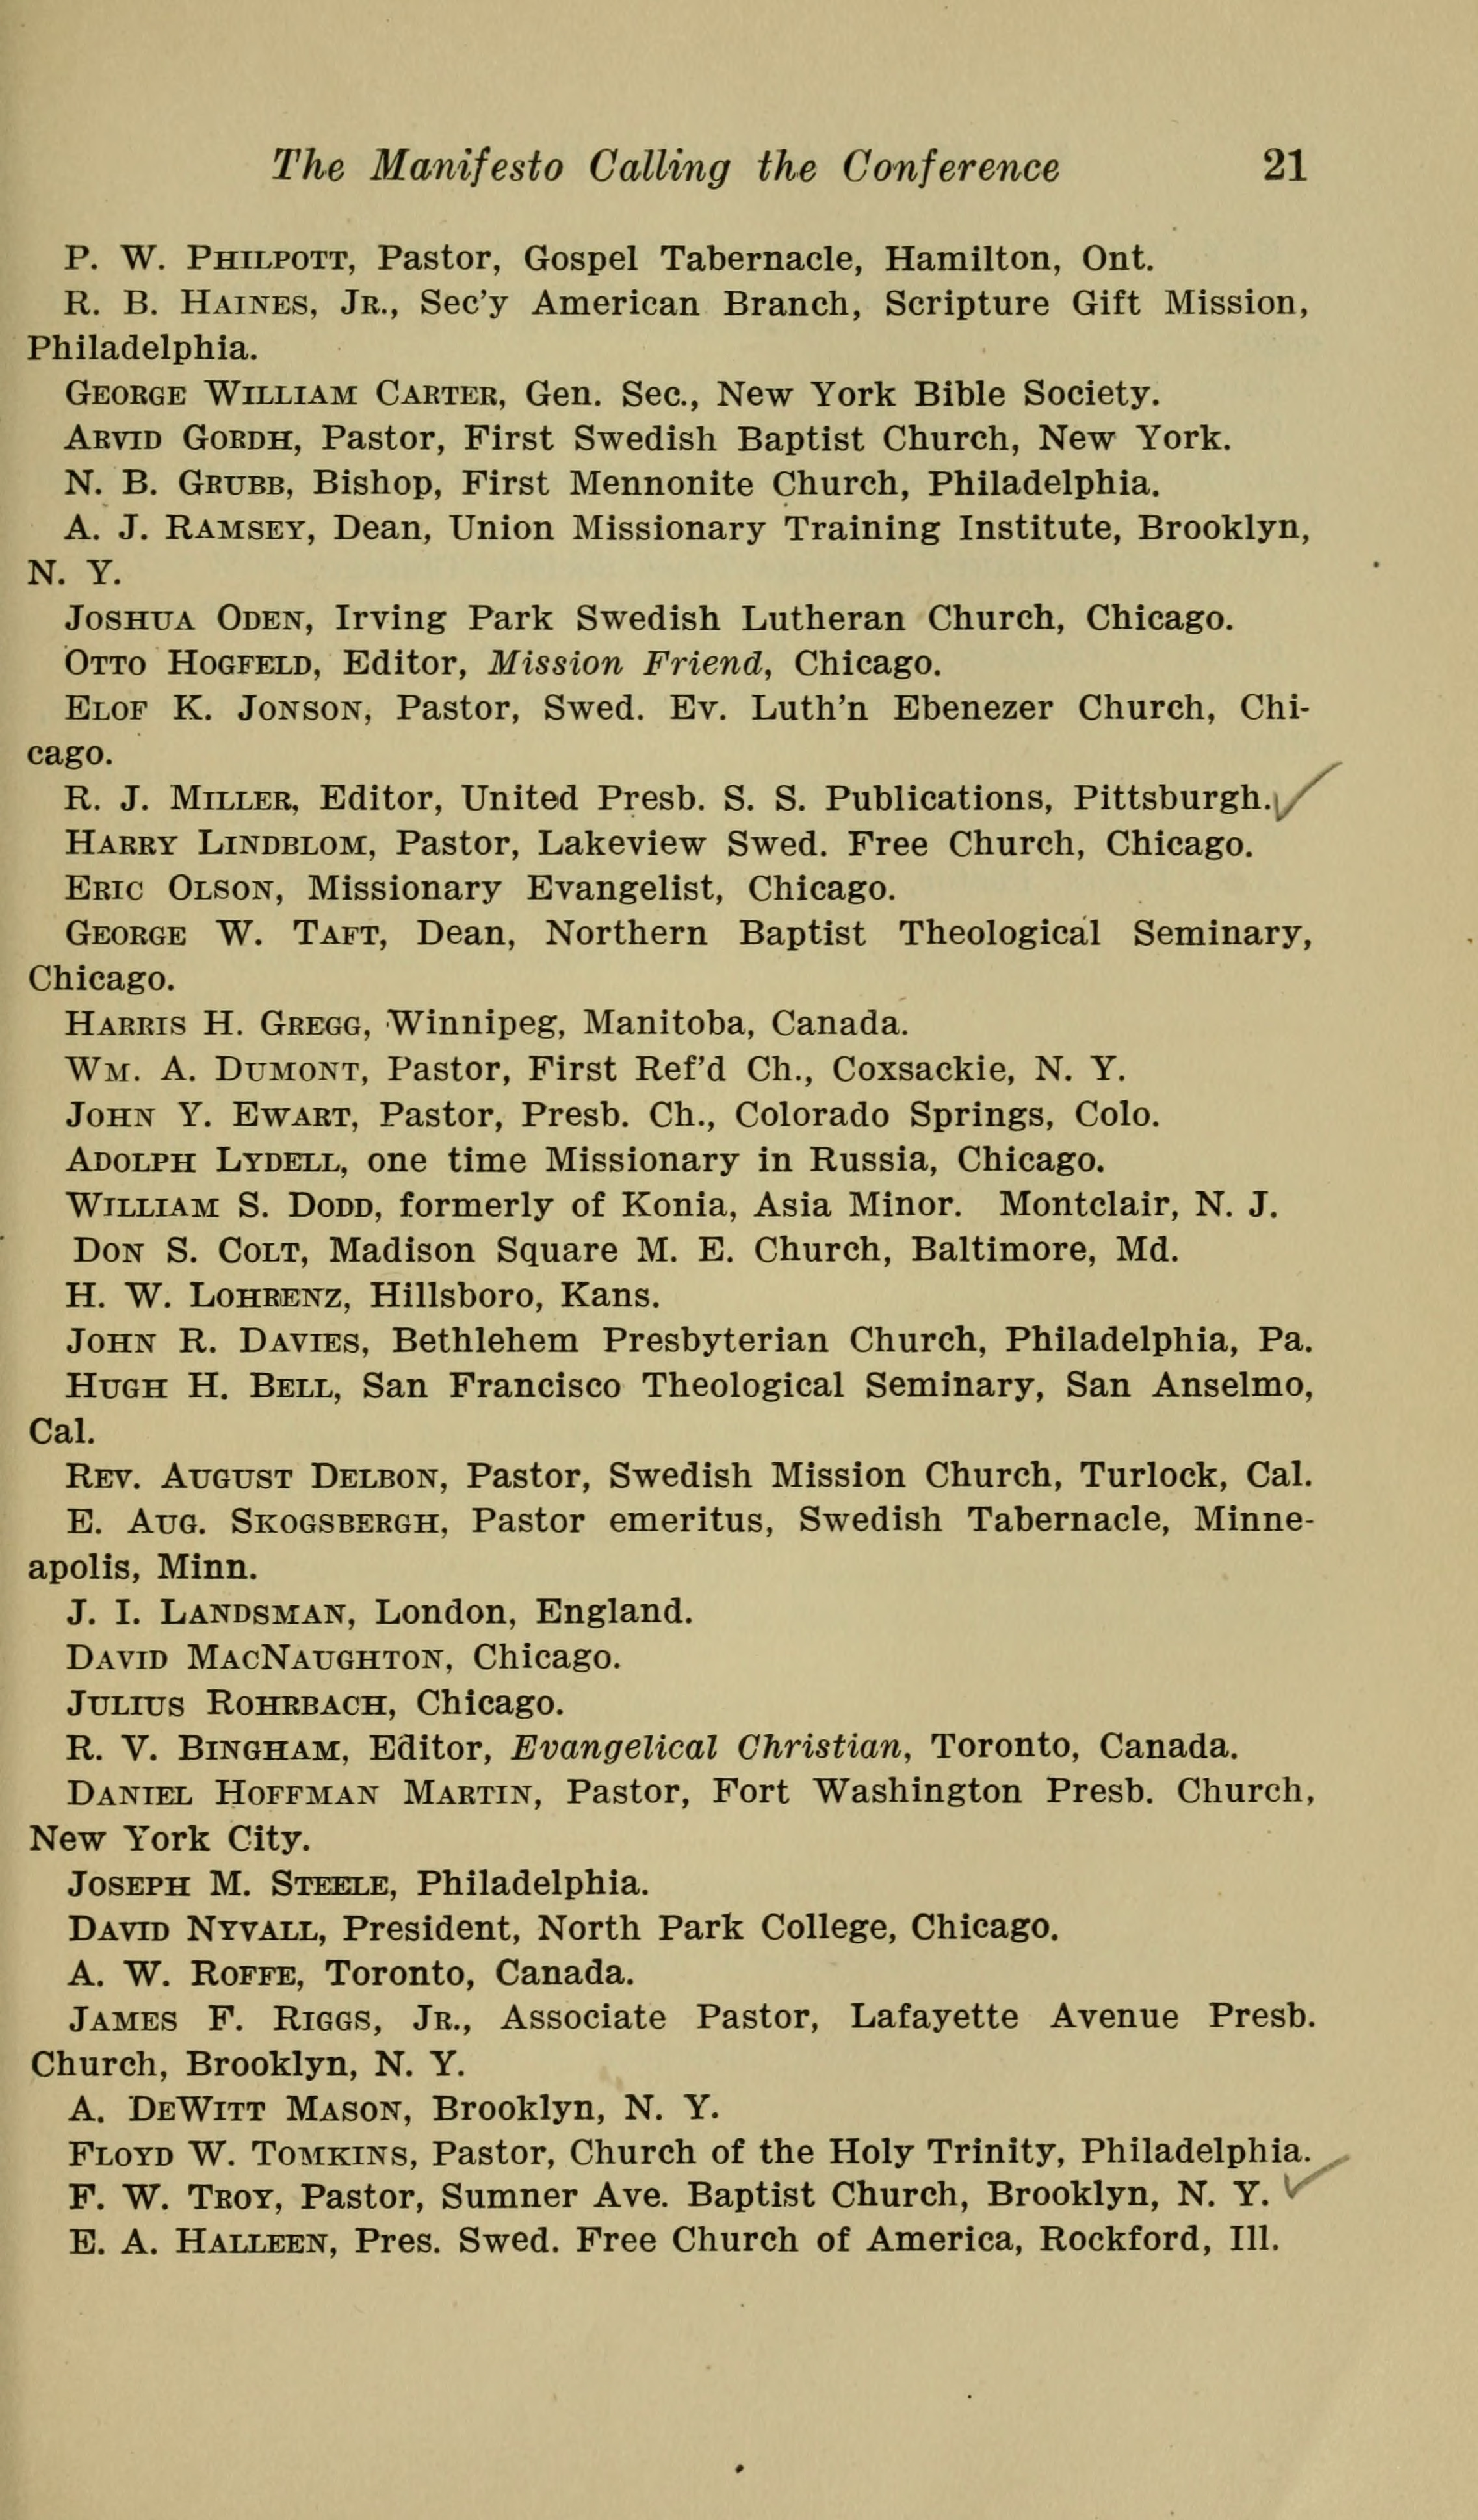 The Manifesto Calling the Conference 21
P. W. PHILPOTT, Pastor, Gospel Tabernacle, Hamilton, Ont.
R. B. HAINES, JR., Sec'y American Branch, Scripture Gift Mission,
Philadelphia.
GEORGE WILLIAM CARTER, Gen. Sec., New York Bible Society.
ARVID GORDH, Pastor, First Swedish Baptist Church, New York.
N. B. GRUBB, Bishop, First Mennonite Church, Philadelphia.
A. J. RAMSEY, Dean, Union Missionary Training Institute, Brooklyn,
N. Y.
JOSHUA ODEN, Irving Park Swedish Lutheran Church, Chicago.
OTTO HOGFELD, Editor, Mission Friend, Chicago.
ELOF K. JONSON, Pastor, Swed. Ev. Luth'n Ebenezer Church, Chi-
cago.
R. J. MILLER, Editor, United Presb. S. S. Publications, Pittsburgh.
HARRY LINDBLOM, Pastor, Lakeview Swed. Free Church, Chicago.
ERIC OLSON, Missionary Evangelist, Chicago.
GEORGE W. TAFT, Dean, Northern Baptist Theological Seminary,
Chicago.
HARRIS H. GREGG, Winnipeg, Manitoba, Canada.
WM. A. DUMONT, Pastor, First Ref'd Ch., Coxsackie, N. Y.
JOHN Y. EWART, Pastor, Presb. Ch., Colorado Springs, Colo.
ADOLPH LYDELL, one time Missionary in Russia, Chicago.
WILLIAM S. DODD, formerly of Konia, Asia Minor. Montclair, N. J.
DON S. COLT, Madison Square M. E. Church, Baltimore, Md.
H. W. LOHRENZ, Hillsboro, Kans.
JOHN R. DAVIES, Bethlehem Presbyterian Church, Philadelphia, Pa.
HUGH H. BELL, San Francisco Theological Seminary, San Anselmo,
Cal.
REV. AUGUST DELBON, Pastor, Swedish Mission Church, Turlock, Cal.
E. AUG. SKOGSBERGH, Pastor emeritus, Swedish Tabernacle, Minne-
apolis, Minn.
J. I. LANDSMAN, London, England.
DAVID MACNAUGHTON, Chicago.
JULIUS ROHRBACH, Chicago.
R. V. BINGHAM, Editor, Evangelical Christian, Toronto, Canada.
DANIEL HOFFMAN MARTIN, Pastor, Fort Washington Presb. Church,
New York City.
JOSEPH M. STEELE, Philadelphia.
DAVID NYVALL, President, North Park College, Chicago.
A. W. ROFFE, Toronto, Canada.
JAMES F. RIGGS, JR., Associate Pastor, Lafayette Avenue Presb.
Church, Brooklyn, N. Y.
A. DEWITT MASON, Brooklyn, N. Y.
FLOYD W. TOMKINS, Pastor, Church of the Holy Trinity, Philadelphia.
F. W. TROY, Pastor, Sumner Ave. Baptist Church, Brooklyn, N. Y.
E. A. HALLEEN, Pres. Swed. Free Church of America, Rockford, Ill.